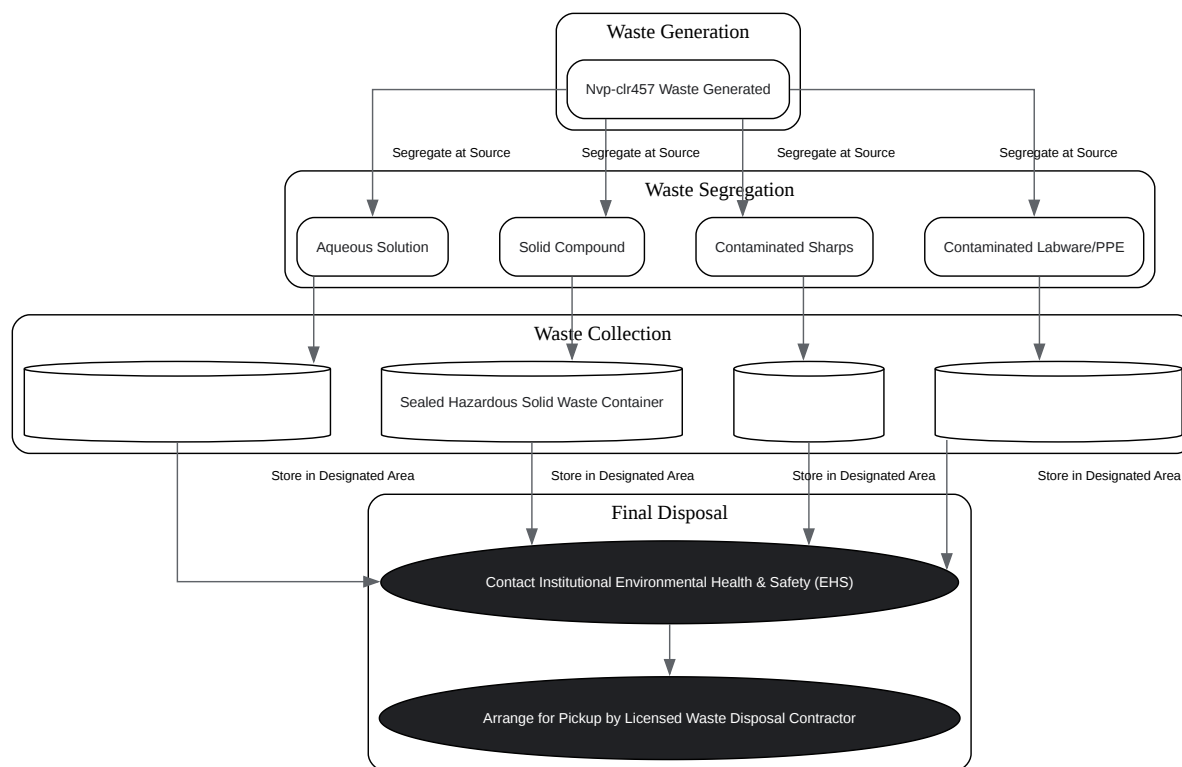 Waste Generation
Nvp-clr457 Waste Generated
Segregate at Source
Segregate at Source
Segregate at Source
Segregate at Source
Waste Segregation
Aqueous Solution
Solid Compound
Contaminated Sharps
Contaminated Labware/PPE
Waste Collection
Sealed Hazardous Solid Waste Container
Store in Designated Area
Store in Designated Area
Store in Designated Area
Store in Designated Area
Final Disposal
Contact Institutional Environmental Health & Safety (EHS)
Arrange for Pickup by Licensed Waste Disposal Contractor